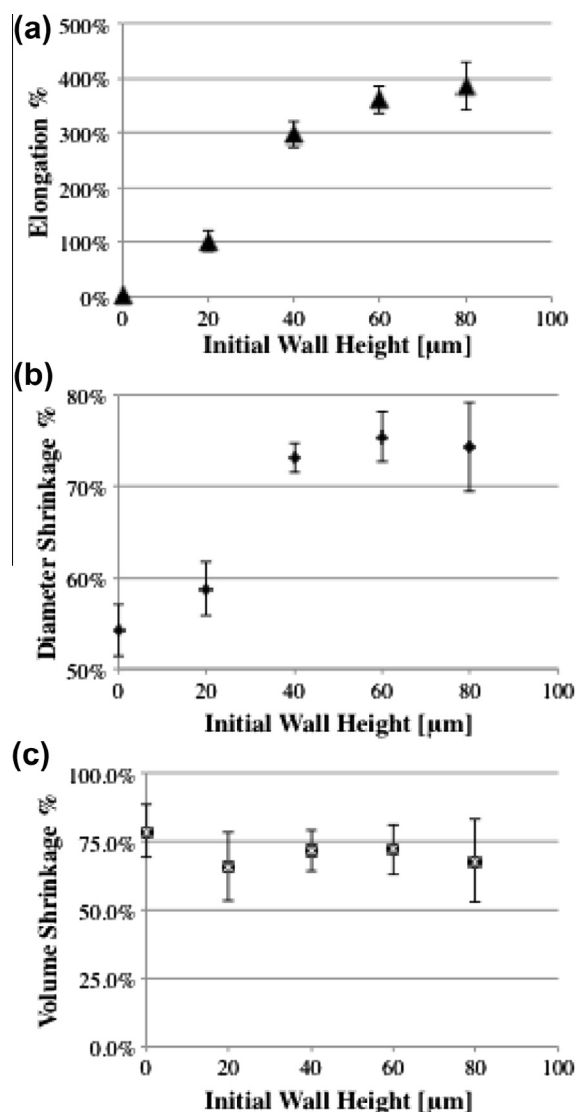 (a)
500%
400%
300%
200%
100%
0%
Elongation %
0 20 40 60 80 100
Initial Wall Height [μm]
(b)
80%
70%
60%
50%
Diameter Shrinkage %
0 20 40 60 80 100
Initial Wall Height [μm]
(c)
100.0%
75.0%
50.0%
25.0%
0.0%
Volume Shrinkage %
0 20 40 60 80 100
Initial Wall Height [μm]